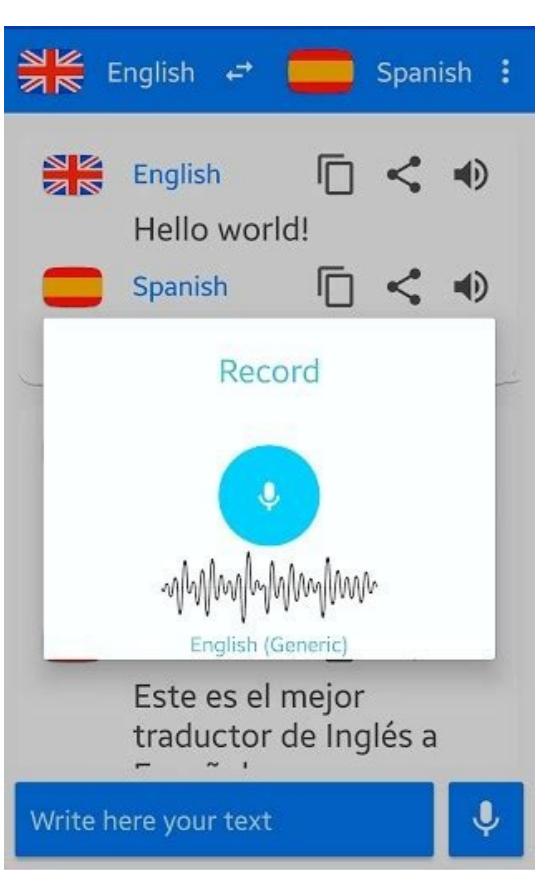 English Spanish
English
Hello world!
Spanish
Record
English (Generic)
Este es el mejor
traductor de Inglés a
Write here your text